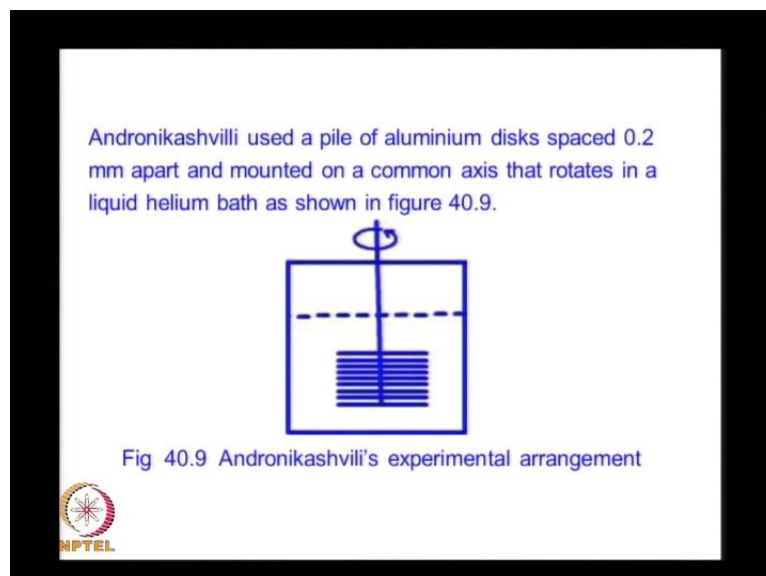 Andronikashvilli used a pile of aluminium disks spaced 0.2
mm apart and mounted on a common axis that rotates in a
liquid helium bath as shown in figure 40.9.
Fig 40.9 Andronikashvili's experimental arrangement
NPTEL